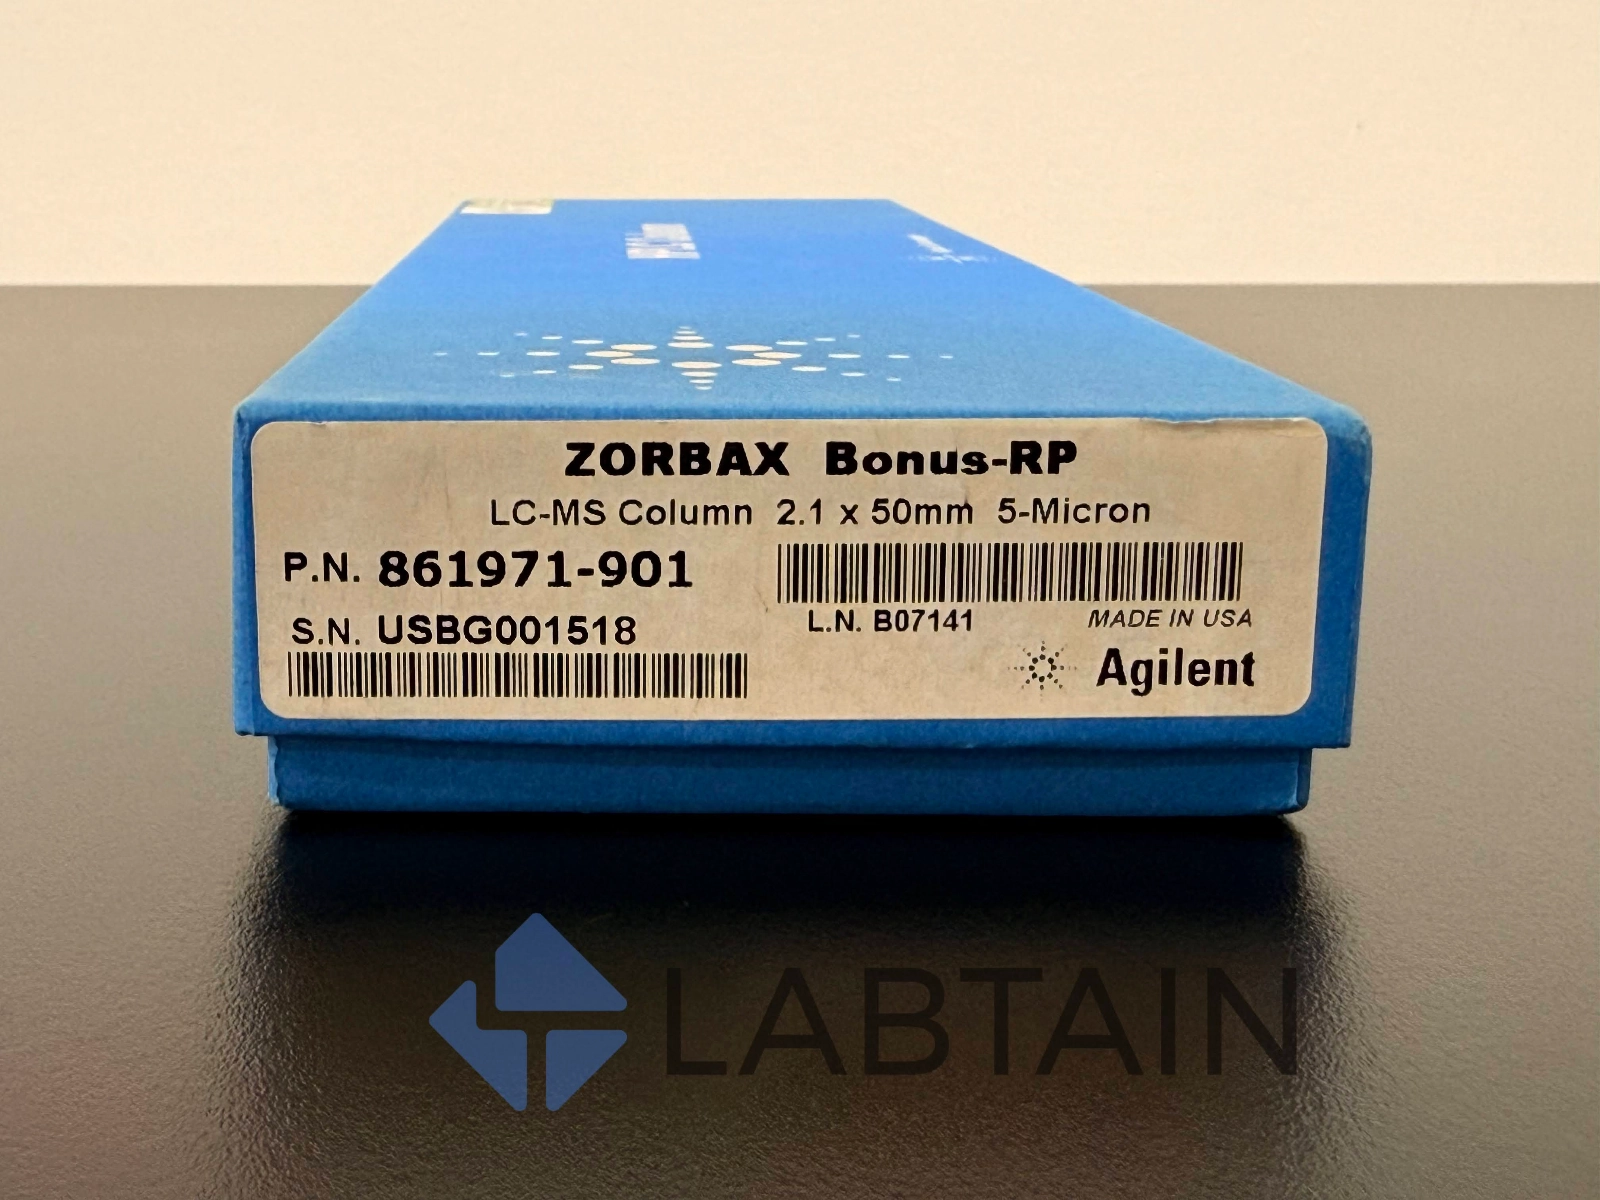 ZORBAX Bonus-RP
LC-MS Column 2.1 x 50mm 5-Micron
P.N. 861971-901
S.N. USBG001518
L.N. B07141
MADE IN USA
Agilent
LABTAIN